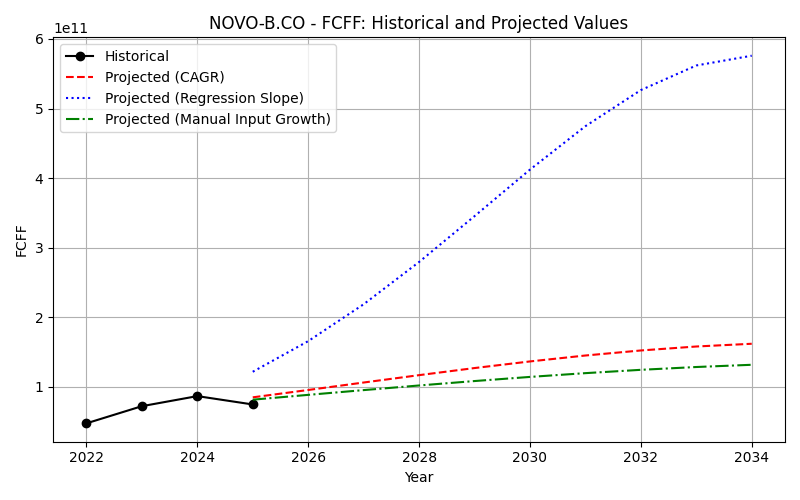 NOVO-B.CO - FCFF: Historical and Projected Values
1e11
Historical
Projected (CAGR)
Projected (Regression Slope)
Projected (Manual Input Growth)
6
5
4
3
2
1
FCFF
2022
2024
2026
2028
2030
2032
2034
Year